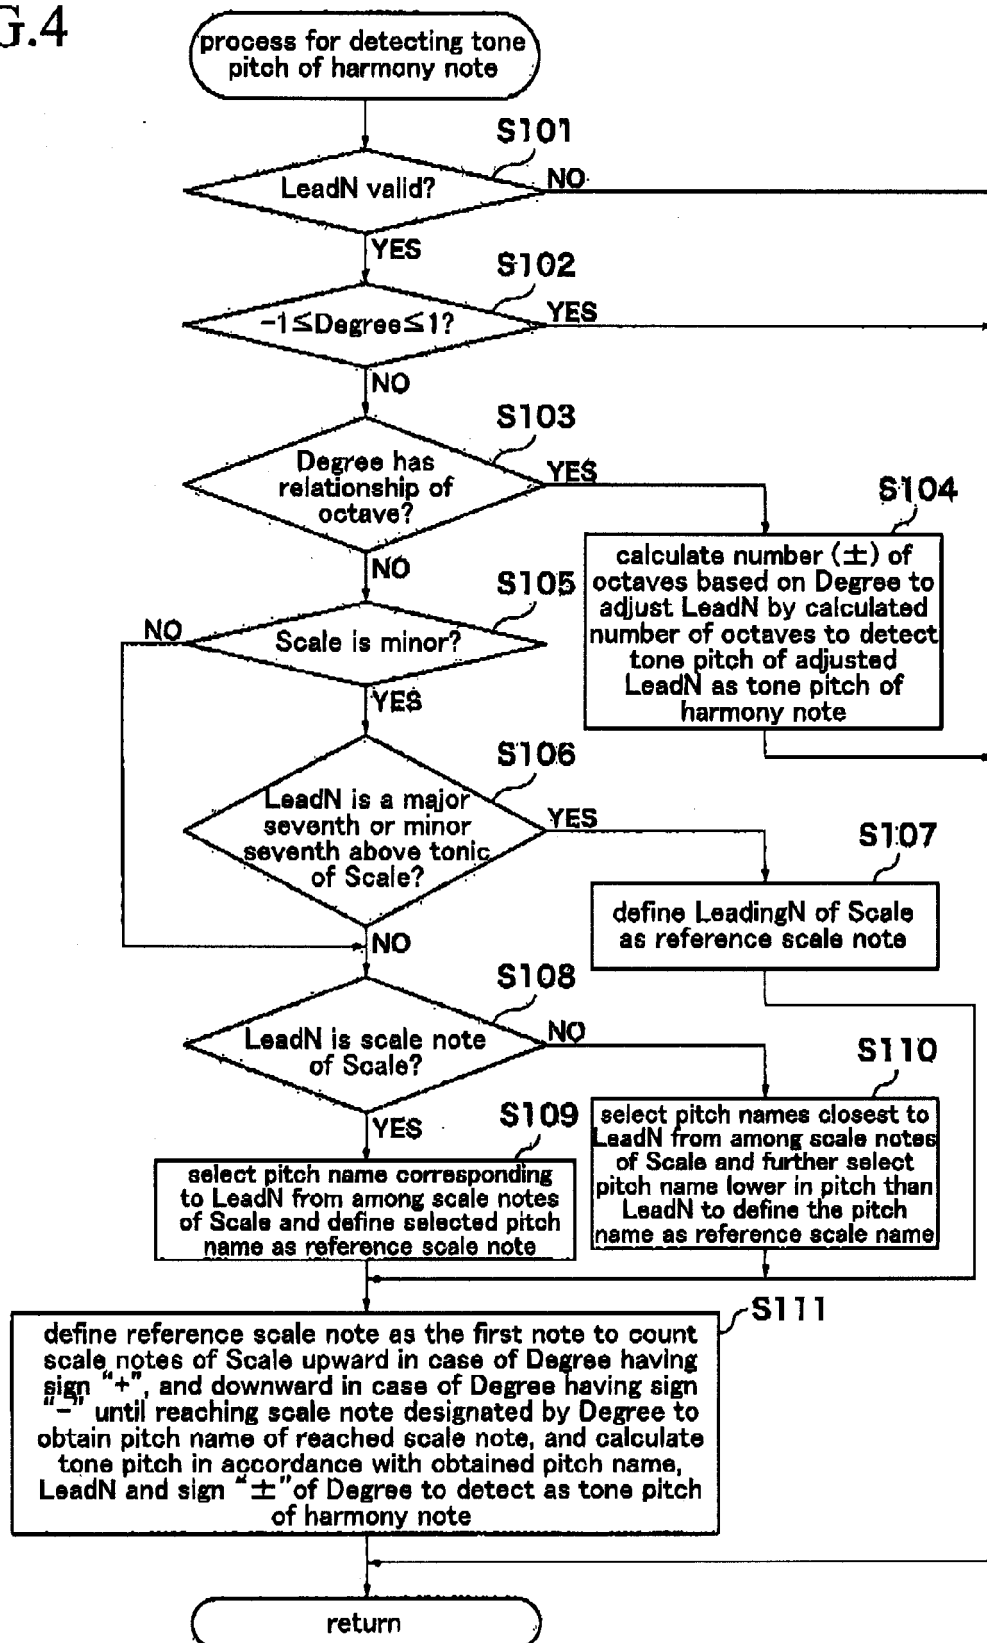 G.4
process for detecting tone
pitch of harmony note
S101
LeadN valid?
NO
YES
S102
-1≦Degree≦1?
YES
NO
S103
Degree has
relationship of
octave?
YES
NO
S104
calculate number (±) of
octaves based on Degree to
adjust LeadN by calculated
number of octaves to detect
tone pitch of adjusted
LeadN as tone pitch of
harmony note
S105
Scale is minor?
NO
YES
S106
LeadN is a major
seventh or minor
seventh above tonic
of Scale?
YES
NO
S107
define LeadingN of Scale
as reference scale note
S108
LeadN is scale note
of Scale?
NO
YES
S109
select pitch name corresponding
to LeadN from among scale notes
of Scale and define selected pitch
name as reference scale note
S110
select pitch names closest to
LeadN from among scale notes
of Scale and further select
pitch name lower in pitch than
LeadN to define the pitch
name as reference scale name
S111
define reference scale note as the first note to count
scale notes of Scale upward in case of Degree having
sign "+", and downward in case of Degree having sign
"−" until reaching scale note designated by Degree to
obtain pitch name of reached scale note, and calculate
tone pitch in accordance with obtained pitch name,
LeadN and sign "±" of Degree to detect as tone pitch
of harmony note
return